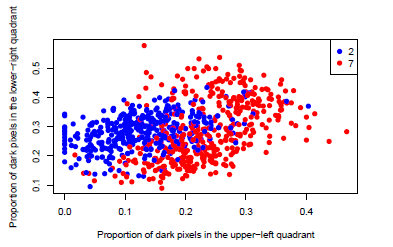 Proportion of dark pixels in the lower−right quadrant
0.5
0.4
0.3
0.2
0.1
2
7
0.0 0.1 0.2 0.3 0.4
Proportion of dark pixels in the upper−left quadrant